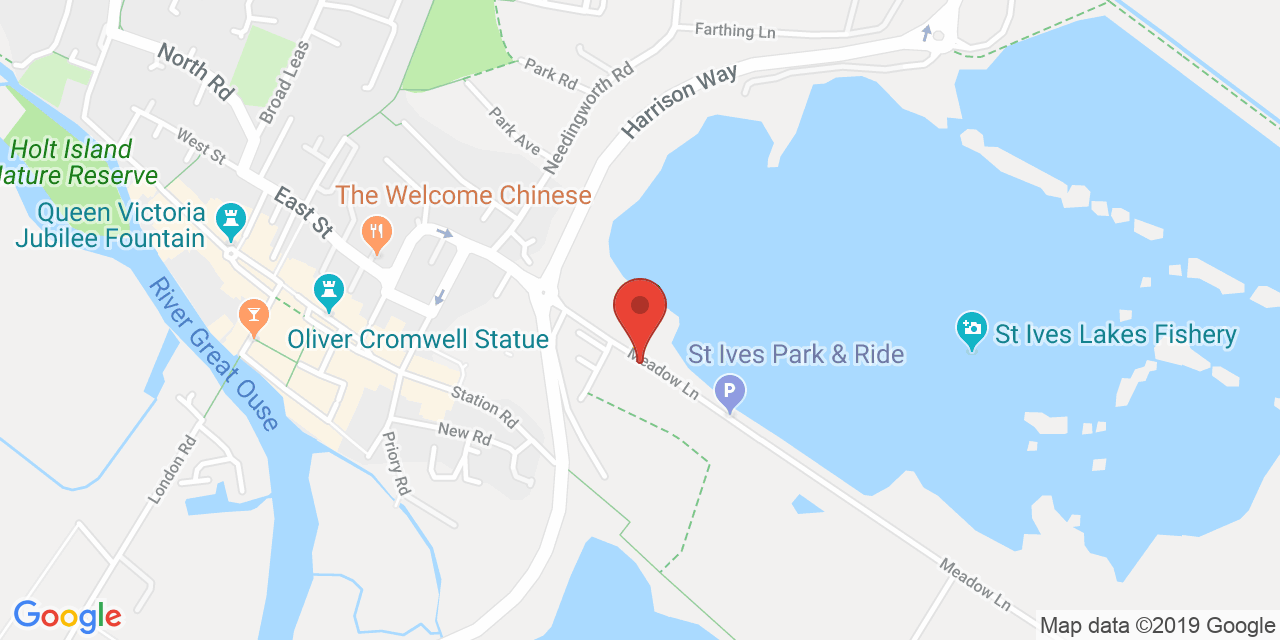 Farthing Ln
North Rd
Broad Leas
Park Rd
Needingworth Rd
Harrison Way
Park Ave
West St
Holt Island
Nature Reserve
The Welcome Chinese
East St
Queen Victoria
Jubilee Fountain
River Great Ouse
Oliver Cromwell Statue
St Ives Lakes Fishery
St Ives Park & Ride
P
Meadow Ln
Station Rd
New Rd
Priory Rd
London Rd
Meadow Ln
Google
Map data ©2019 Google